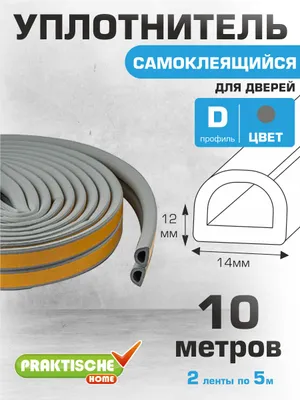 УПЛОТНИТЕЛЬ
САМОКЛЕЯЩИЙСЯ
ДЛЯ ДВЕРЕЙ
D
профиль
ЦВЕТ
12
мм
14мм
10
метров
2 ленты по 5м
PRAKTISCHE
HOME